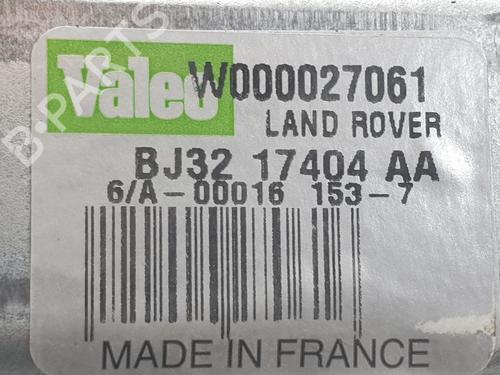 Valeo W000027061
LAND ROVER
BJ32 17404 AA
6/A-00016 153-7
MADE IN FRANCE
B-PARTS